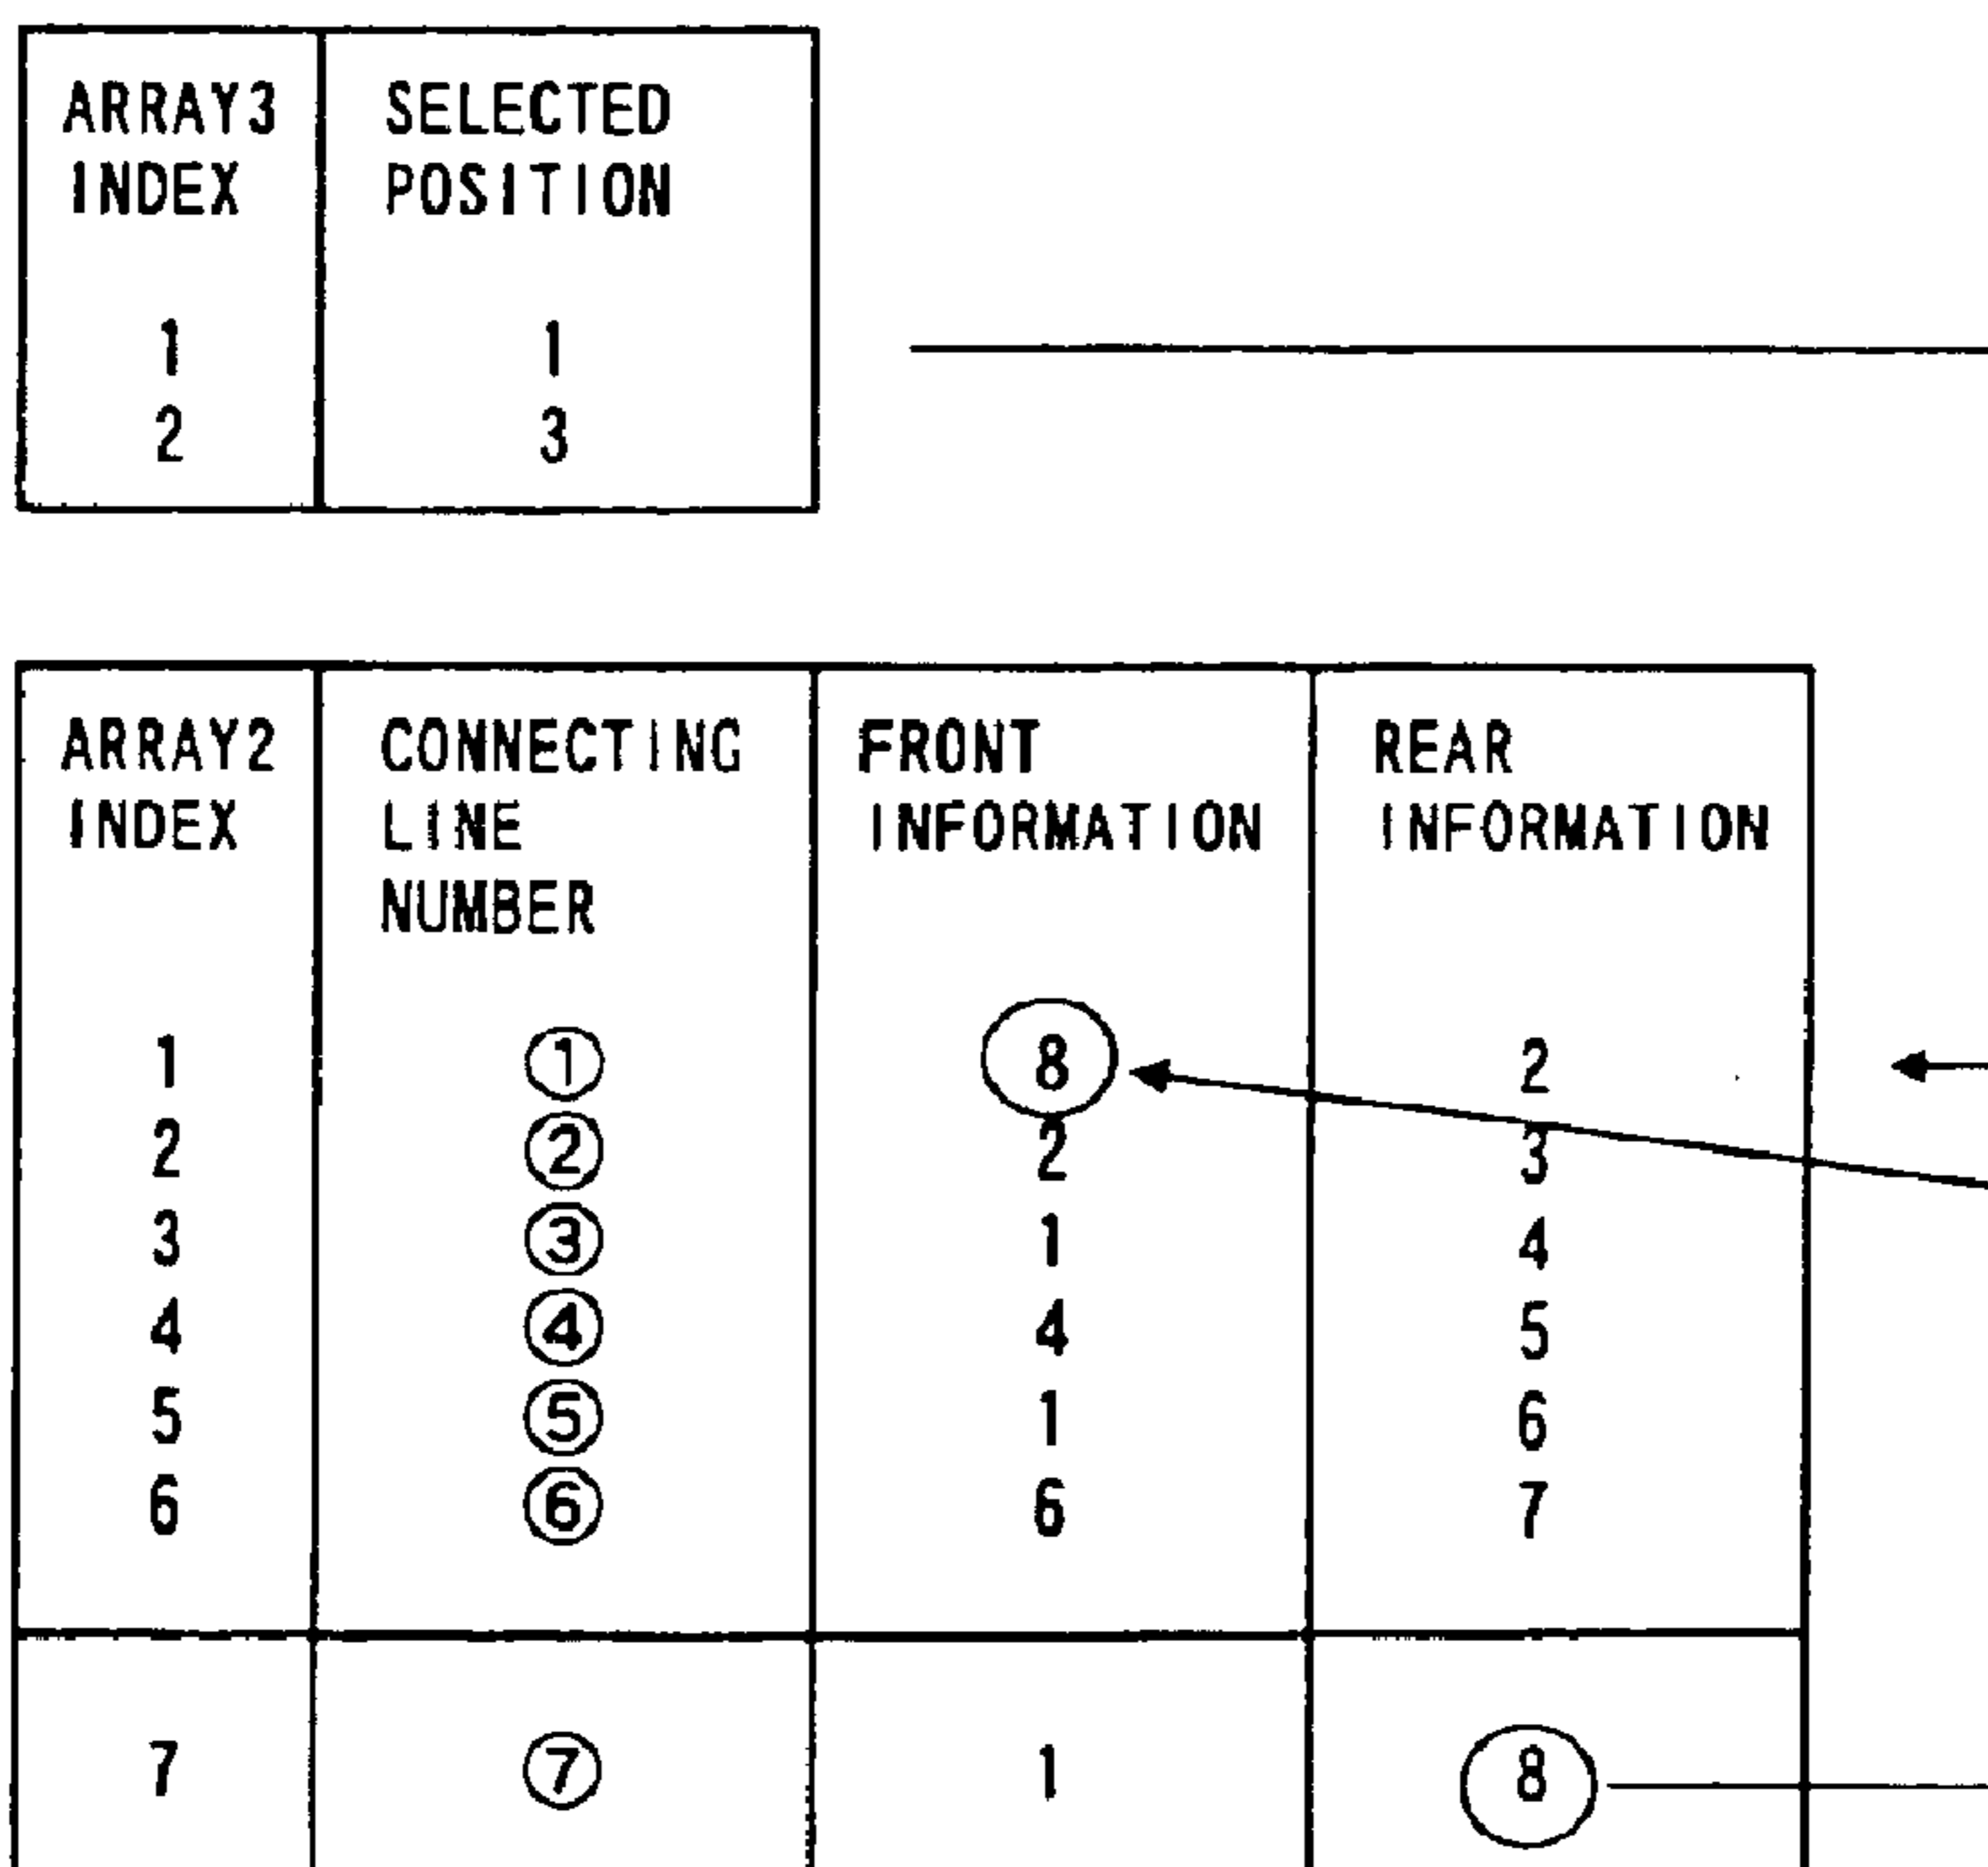 ARRAY3 SELECTED
INDEX POSITION
1 1
2 3
ARRAY2 CONNECTING FRONT REAR
INDEX LINE INFORMATION INFORMATION
NUMBER
1 ① 8 2
2 ② 2 3
3 ③ 1 4
4 ④ 4 5
5 ⑤ 1 6
6 ⑥ 6 7
7 ⑦ 1 8